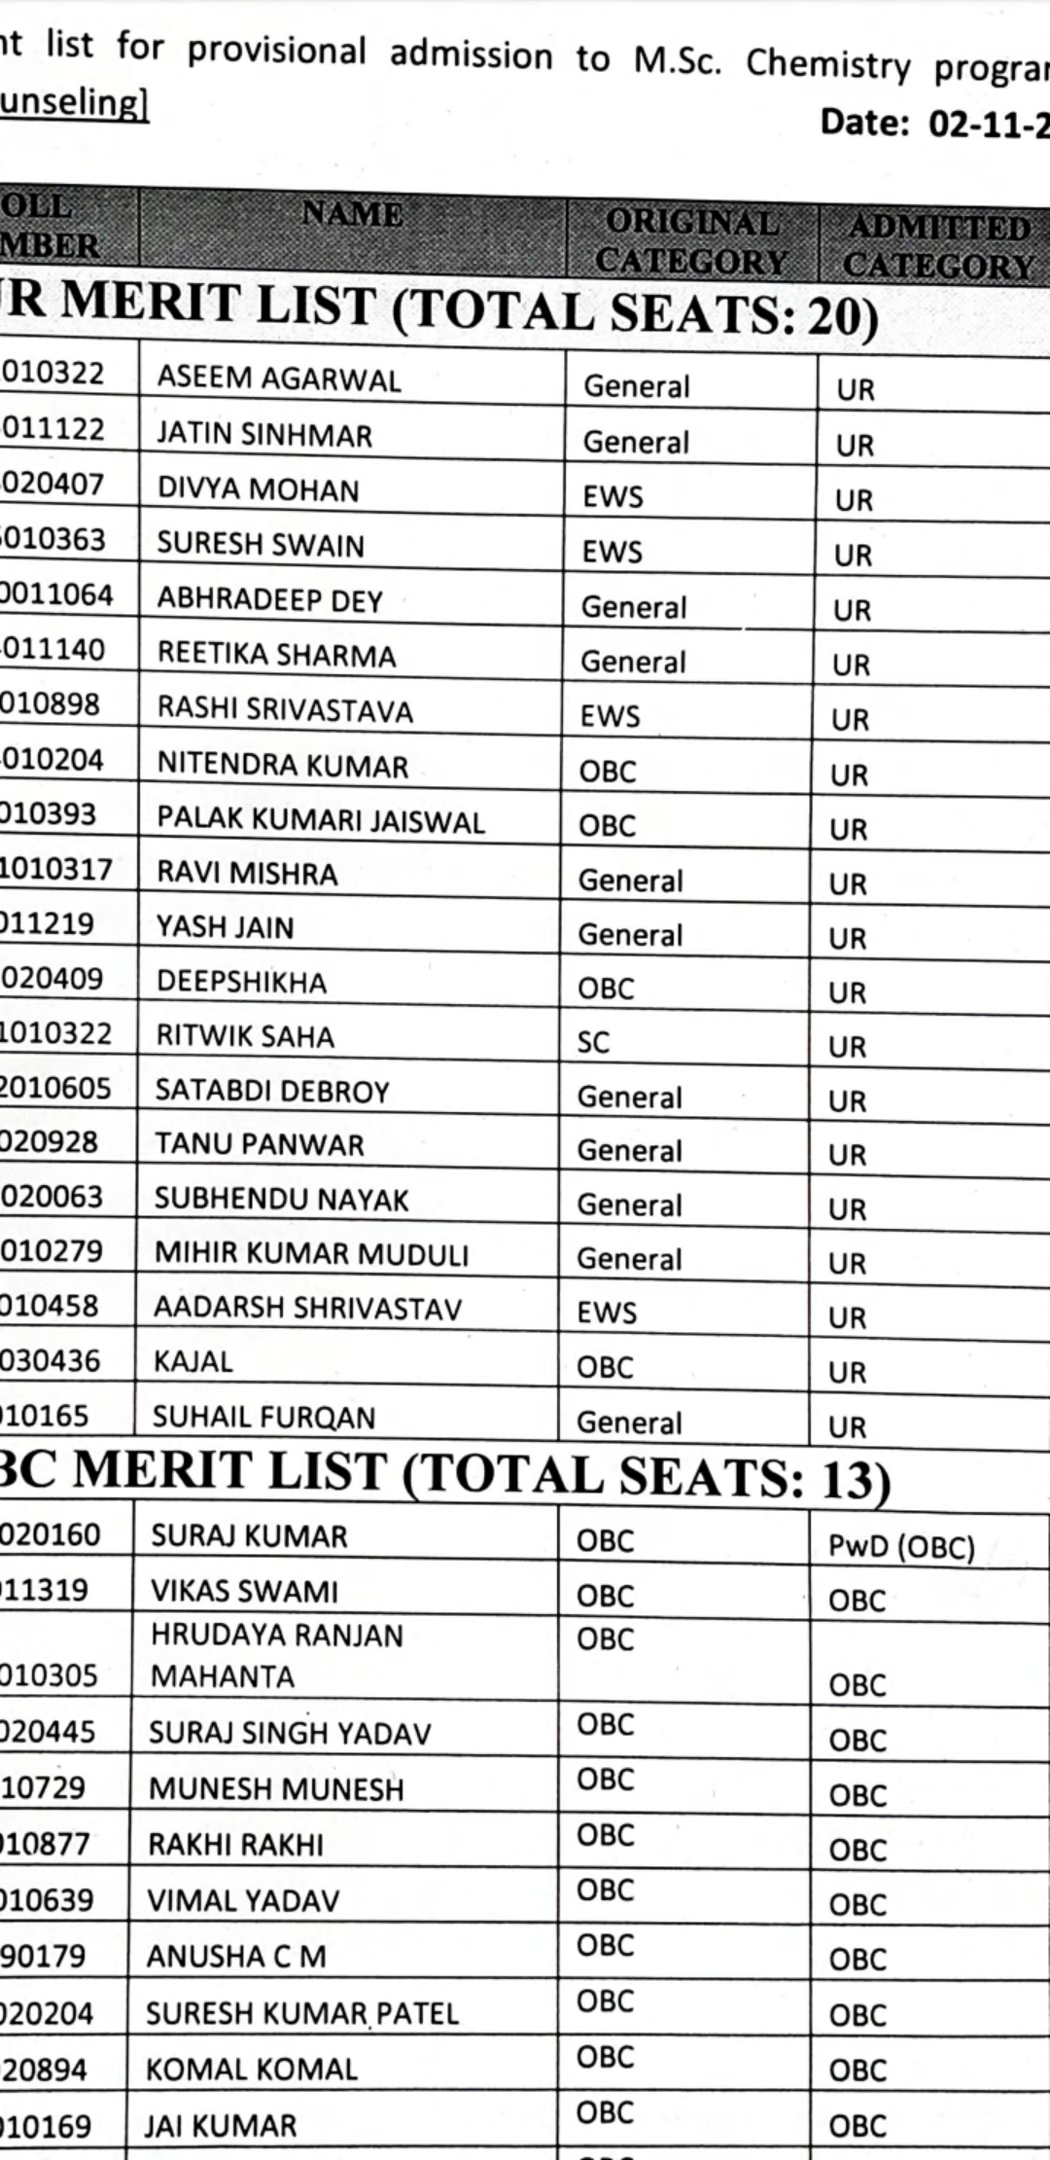 nt list for provisional admission to M.Sc. Chemistry progra
unseling]
Date: 02-11-2
OLL MBER NAME ORIGINAL CATEGORY ADMITTED CATEGORY
UR MERIT LIST (TOTAL SEATS: 20)
010322 ASEEM AGARWAL General UR
011122 JATIN SINHMAR General UR
020407 DIVYA MOHAN EWS UR
010363 SURESH SWAIN EWS UR
0011064 ABHRADEEP DEY General UR
011140 REETIKA SHARMA General UR
010898 RASHI SRIVASTAVA EWS UR
010204 NITENDRA KUMAR OBC UR
010393 PALAK KUMARI JAISWAL OBC UR
1010317 RAVI MISHRA General UR
011219 YASH JAIN General UR
020409 DEEPSHIKHA OBC UR
1010322 RITWIK SAHA SC UR
2010605 SATABDI DEBROY General UR
020928 TANU PANWAR General UR
020063 SUBHENDU NAYAK General UR
010279 MIHIR KUMAR MUDULI General UR
010458 AADARSH SHRIVASTAV EWS UR
030436 KAJAL OBC UR
010165 SUHAIL FURQAN General UR
BC MERIT LIST (TOTAL SEATS: 13)
020160 SURAJ KUMAR OBC PwD (OBC)
011319 VIKAS SWAMI OBC OBC
HRUDAYA RANJAN OBC
010305 MAHANTA OBC
020445 SURAJ SINGH YADAV OBC OBC
10729 MUNESH MUNESH OBC OBC
010877 RAKHI RAKHI OBC OBC
010639 VIMAL YADAV OBC OBC
90179 ANUSHA C M OBC OBC
020204 SURESH KUMAR PATEL OBC OBC
20894 KOMAL KOMAL OBC OBC
010169 JAI KUMAR OBC OBC